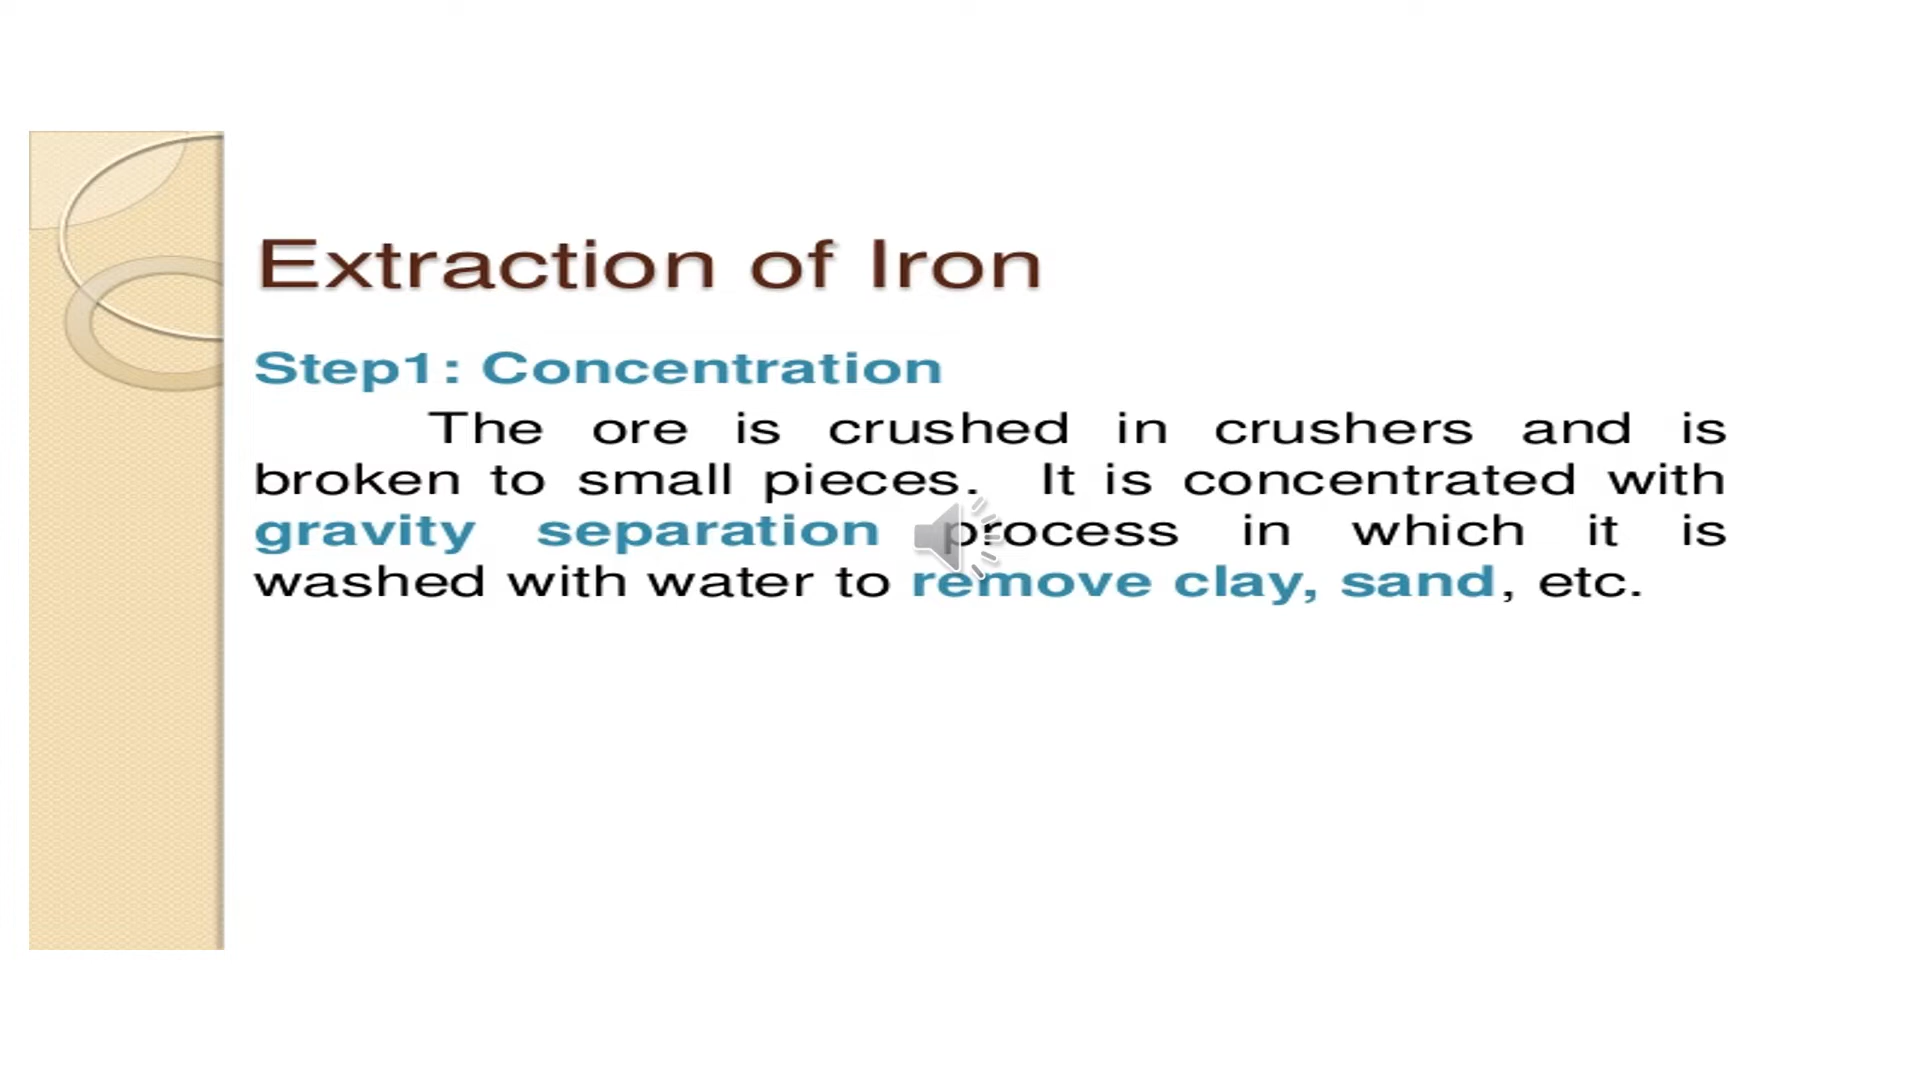 Extraction of Iron
Step1: Concentration
The ore is crushed in crushers and is
broken to small pieces. It is concentrated with
gravity separation process in which it is
washed with water to remove clay, sand, etc.